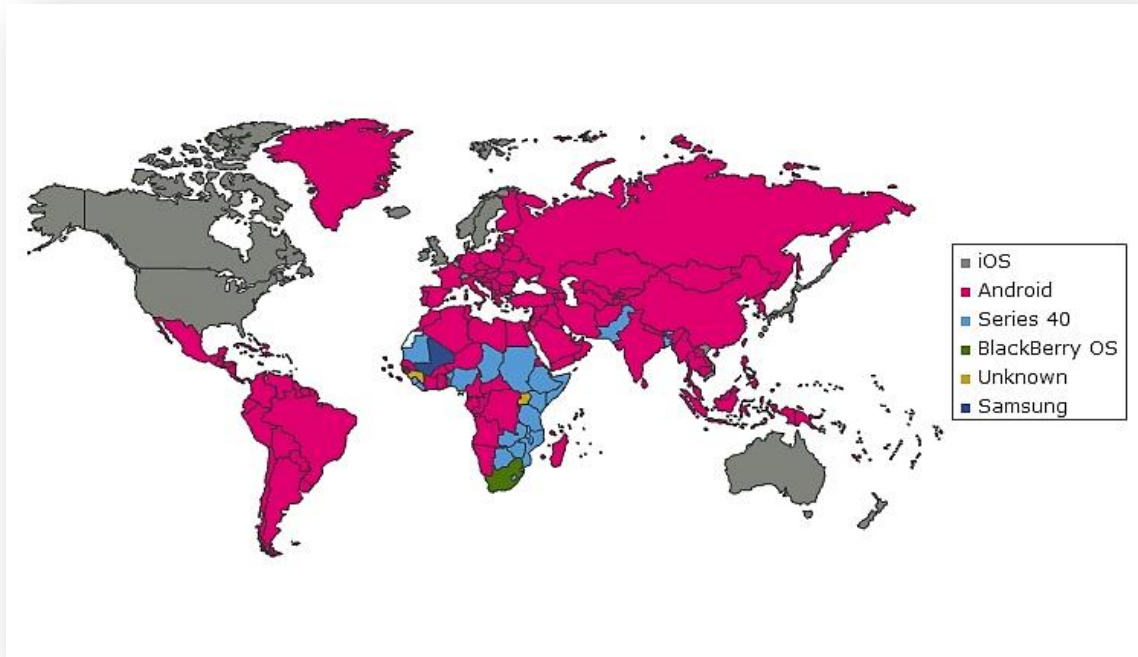 iOS
Android
Series 40
BlackBerry OS
Unknown
Samsung